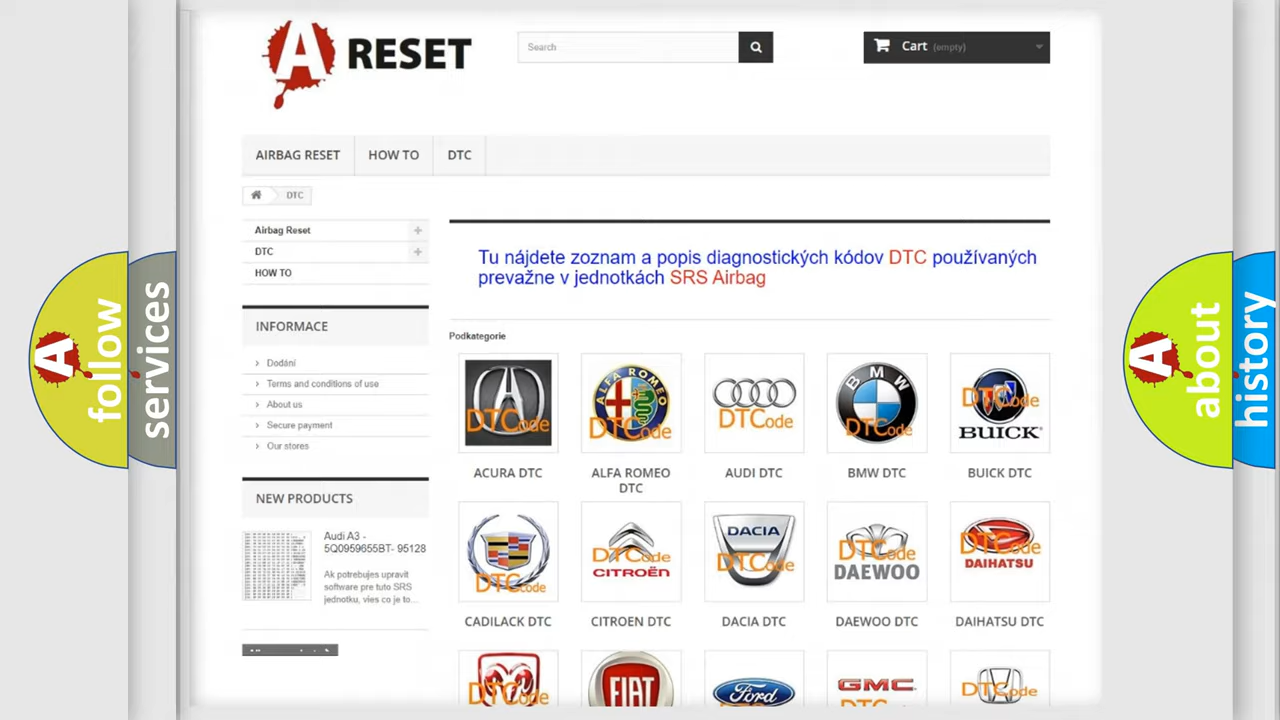 A RESET
Search
Cart (empty)
AIRBAG RESET
HOW TO
DTC
DTC
Airbag Reset
DTC
HOW TO
INFORMACE
Dodání
Terms and conditions of use
About us
Secure payment
Our stores
NEW PRODUCTS
Audi A3 -
5Q0959655BT- 95128
Ak potrebujes upravit
software pre tuto SRS
jednotku, vies co je to...
Tu nájdete zoznam a popis diagnostických kódov DTC používaných
prevažne v jednotkách SRS Airbag
Podkategorie
DTCode
ALFA ROMEO
DTCode
DTCode
BMW
DTCode
DTCode
BUICK
ACURA DTC
ALFA ROMEO
DTC
AUDI DTC
BMW DTC
BUICK DTC
DTCode
DTCode
CITROËN
DACIA
DTCode
DTCode
DAEWOO
DTCode
DAIHATSU
CADILACK DTC
CITROEN DTC
DACIA DTC
DAEWOO DTC
DAIHATSU DTC
DTCode
FIAT
Ford
GMC
DTCode
A follow
services
A about
history